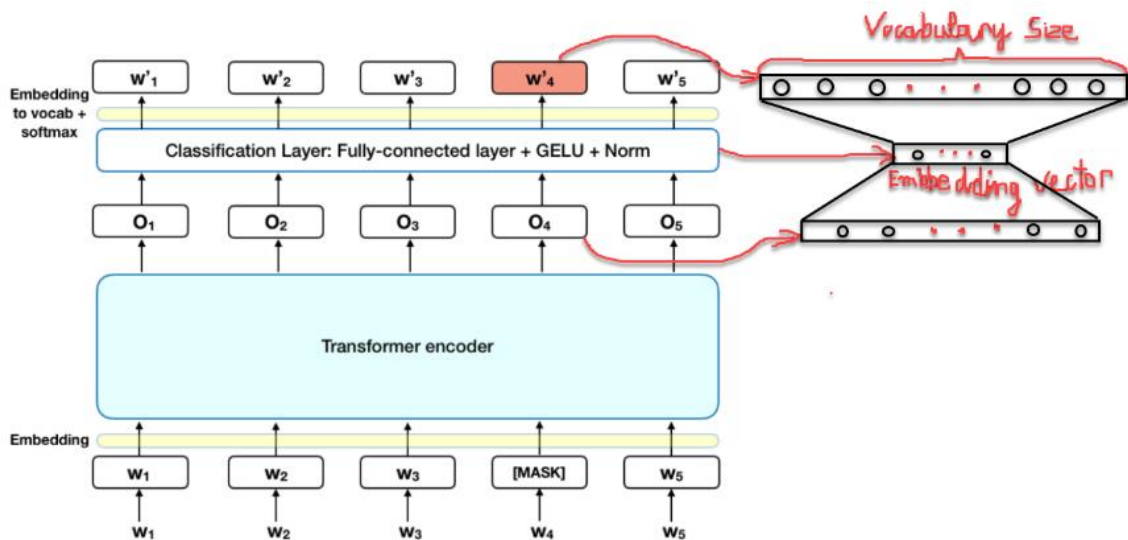 Vocabulary Size
w'1 w'2 w'3 w'4 w'5
Embedding
to vocab +
softmax
Classification Layer: Fully-connected layer + GELU + Norm
Embedding vector
O1 O2 O3 O4 O5
Transformer encoder
Embedding
W1 W2 W3 [MASK] W5
W1 W2 W3 W4 W5